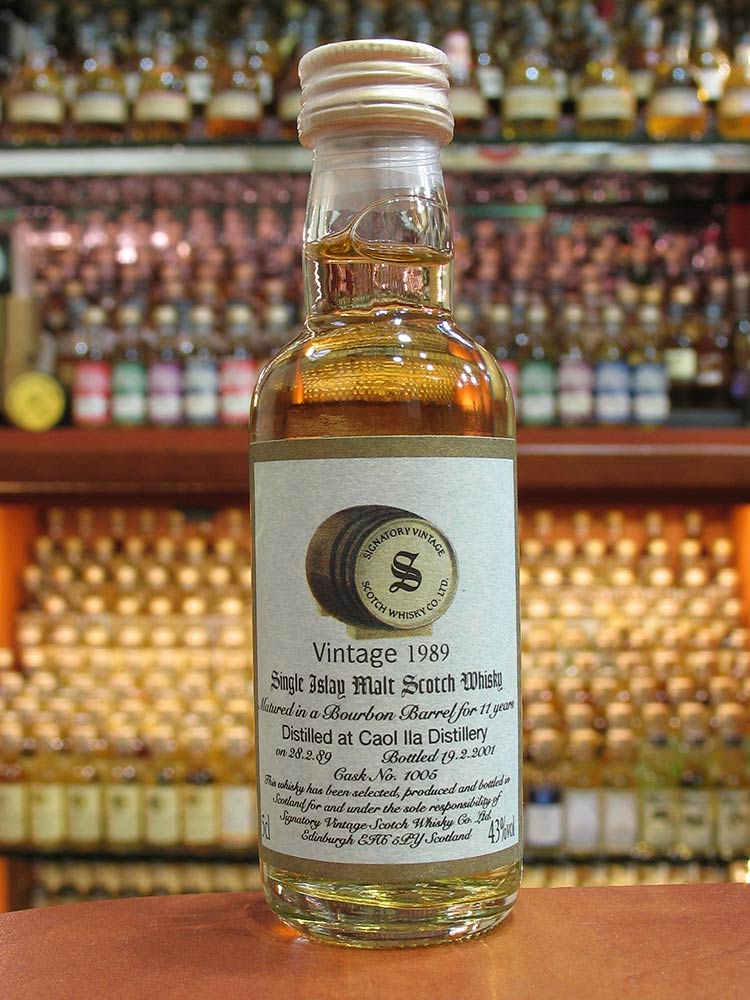 SIGNATORY VINTAGE
S
SCOTCH WHISKY CO. LTD.
Vintage 1989
Single Islay Malt Scotch Whisky
Matured in a Bourbon Barrel for 11 years
Distilled at Caol Ila Distillery
on 28.2.89 Bottled 19.2.2001
Cask No. 1005
This whisky has been selected, produced and bottled in
Scotland for and under the sole responsibility of
Signatory Vintage Scotch Whisky Co. Ltd.
Edinburgh EH6 5PY Scotland
5cl 43%vol